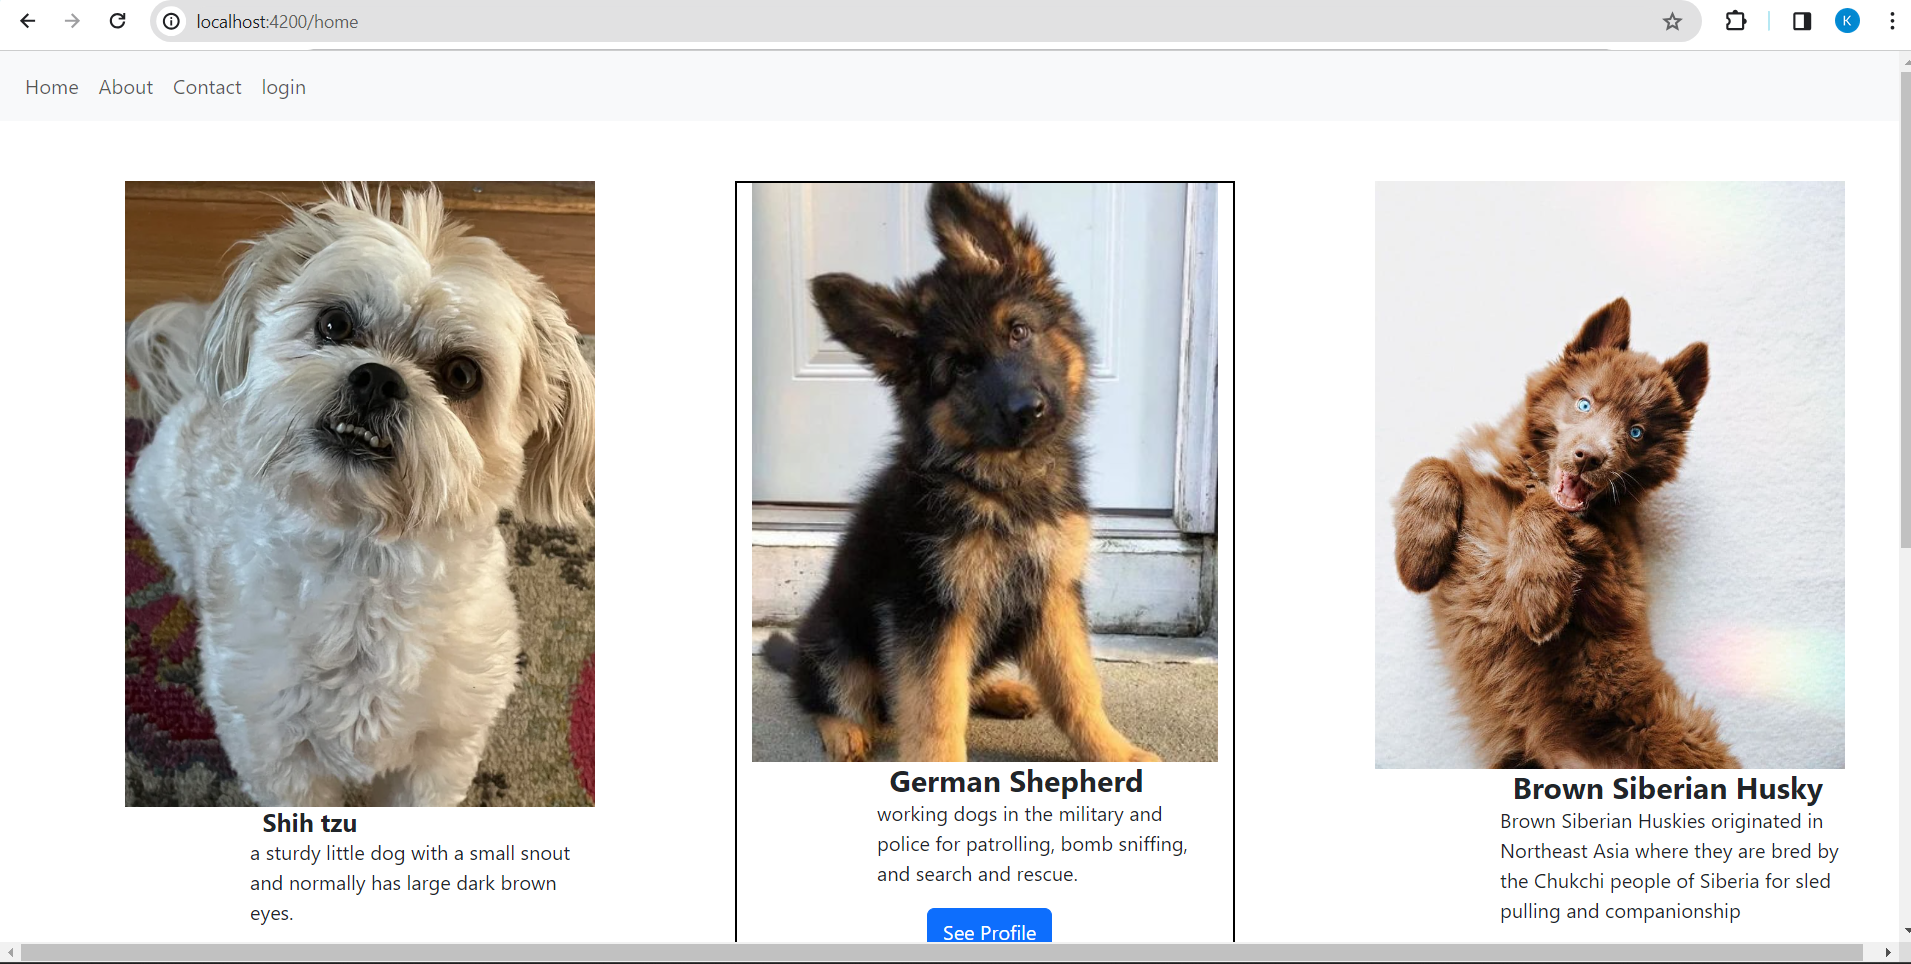 localhost:4200/home
K
Home About Contact login
Shih tzu
a sturdy little dog with a small snout
and normally has large dark brown
eyes.
German Shepherd
working dogs in the military and
police for patrolling, bomb sniffing,
and search and rescue.
See Profile
Brown Siberian Husky
Brown Siberian Huskies originated in
Northeast Asia where they are bred by
the Chukchi people of Siberia for sled
pulling and companionship